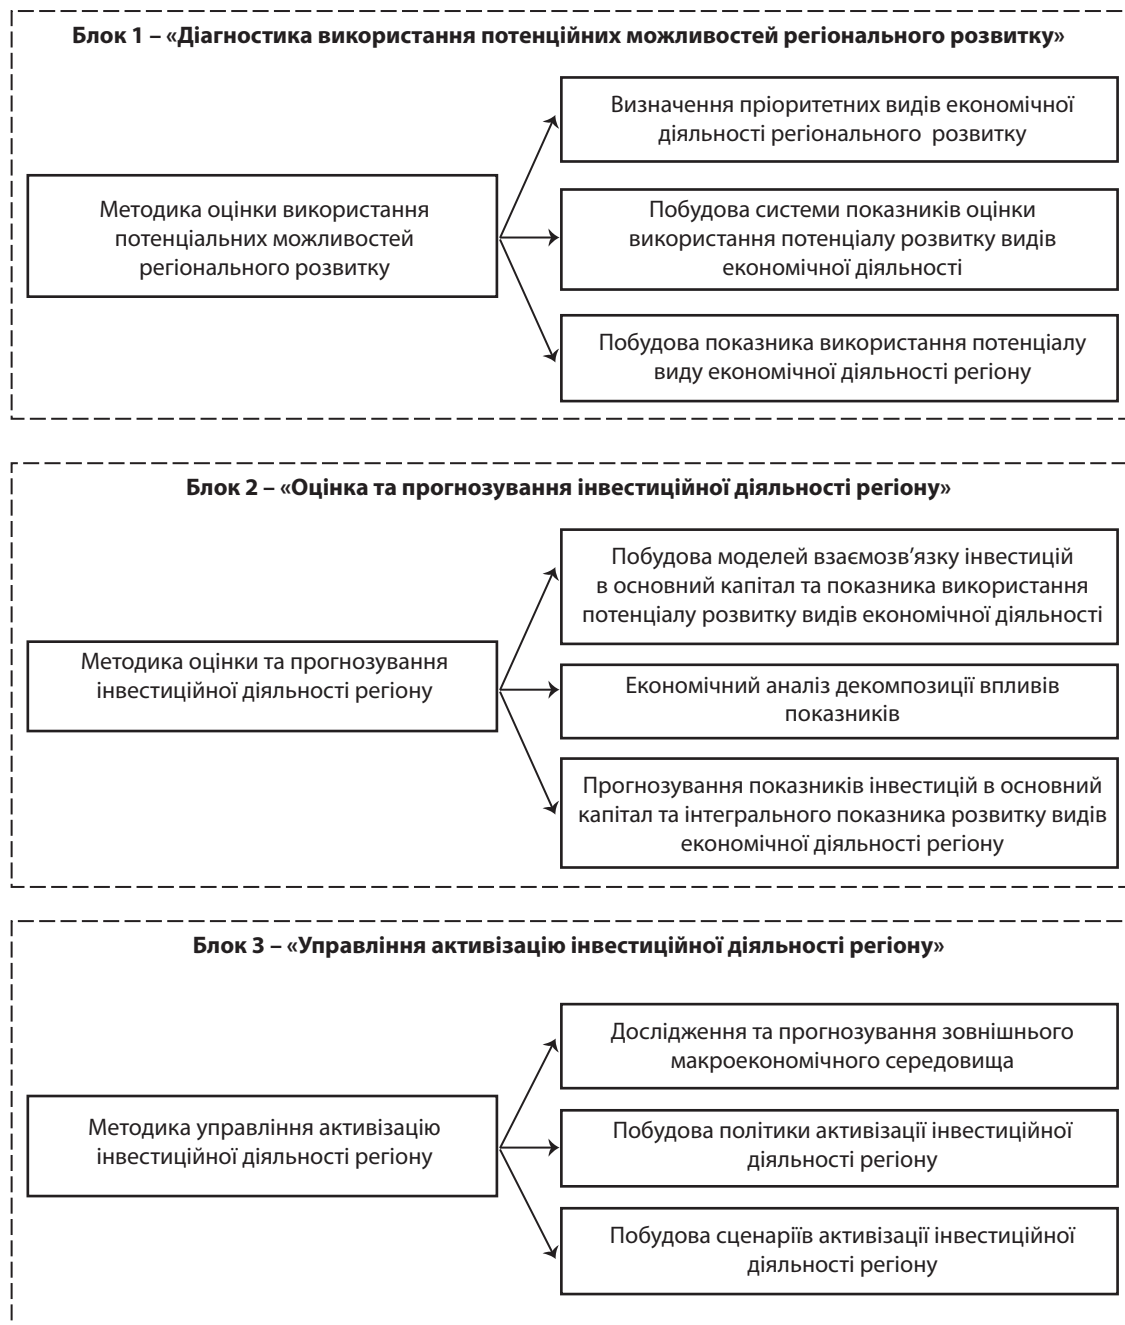 Блок 1 – «Діагностика використання потенційних можливостей регіонального розвитку»
Методика оцінки використання
потенціальних можливостей
регіонального розвитку
Визначення пріоритетних видів економічної
діяльності регіонального розвитку
Побудова системи показників оцінки
використання потенціалу розвитку видів
економічної діяльності
Побудова показника використання потенціалу
виду економічної діяльності регіону
Блок 2 – «Оцінка та прогнозування інвестиційної діяльності регіону»
Методика оцінки та прогнозування
інвестиційної діяльності регіону
Побудова моделей взаємозв’язку інвестицій
в основний капітал та показника використання
потенціалу розвитку видів економічної діяльності
Економічний аналіз декомпозиції впливів
показників
Прогнозування показників інвестицій в основний
капітал та інтегрального показника розвитку видів
економічної діяльності регіону
Блок 3 – «Управління активізацію інвестиційної діяльності регіону»
Методика управління активізацію
інвестиційної діяльності регіону
Дослідження та прогнозування зовнішнього
макроекономічного середовища
Побудова політики активізації інвестиційної
діяльності регіону
Побудова сценаріїв активізації інвестиційної
діяльності регіону